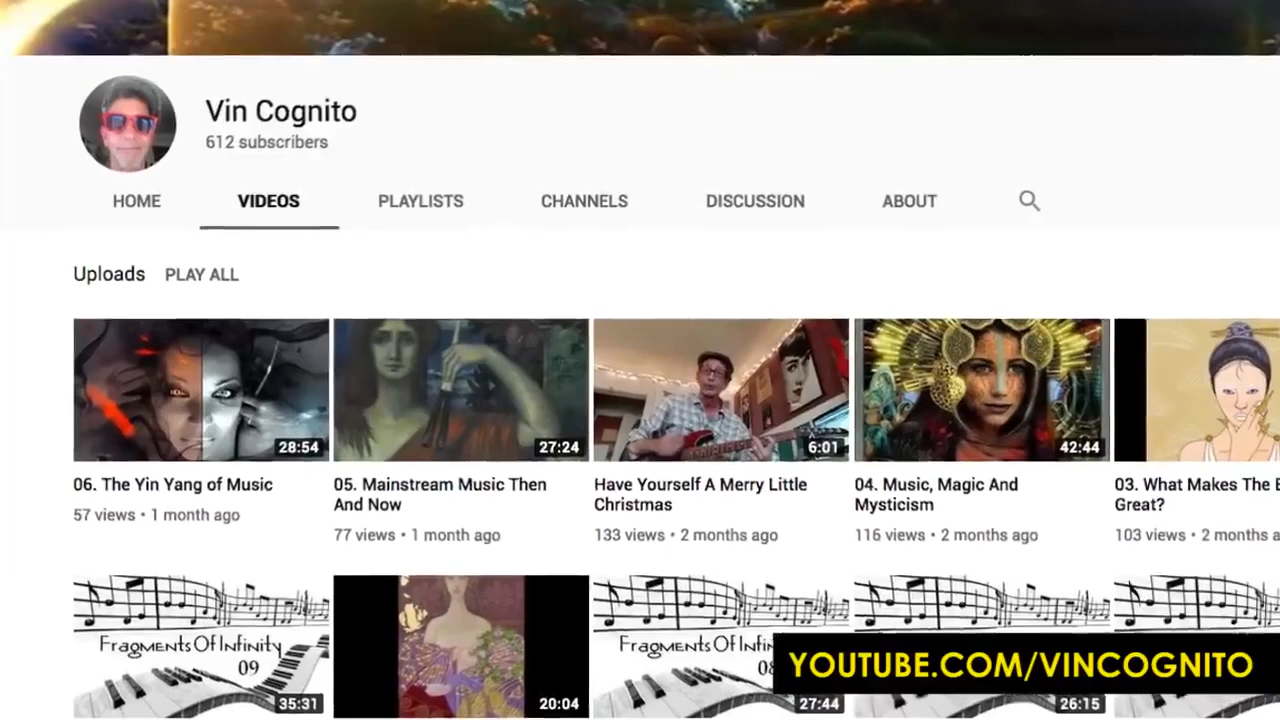 Vin Cognito
612 subscribers
HOME
VIDEOS
PLAYLISTS
CHANNELS
DISCUSSION
ABOUT
Uploads
PLAY ALL
28:54
27:24
6:01
42:44
06. The Yin Yang of Music
57 views • 1 month ago
05. Mainstream Music Then
And Now
77 views • 1 month ago
Have Yourself A Merry Little
Christmas
133 views • 2 months ago
04. Music, Magic And
Mysticism
116 views • 2 months ago
03. What Makes The
Great?
103 views • 2 months
Fragments Of Infinity
09
35:31
20:04
Fragments Of
27:44
26:15
YOUTUBE.COM/VINCOGNITO